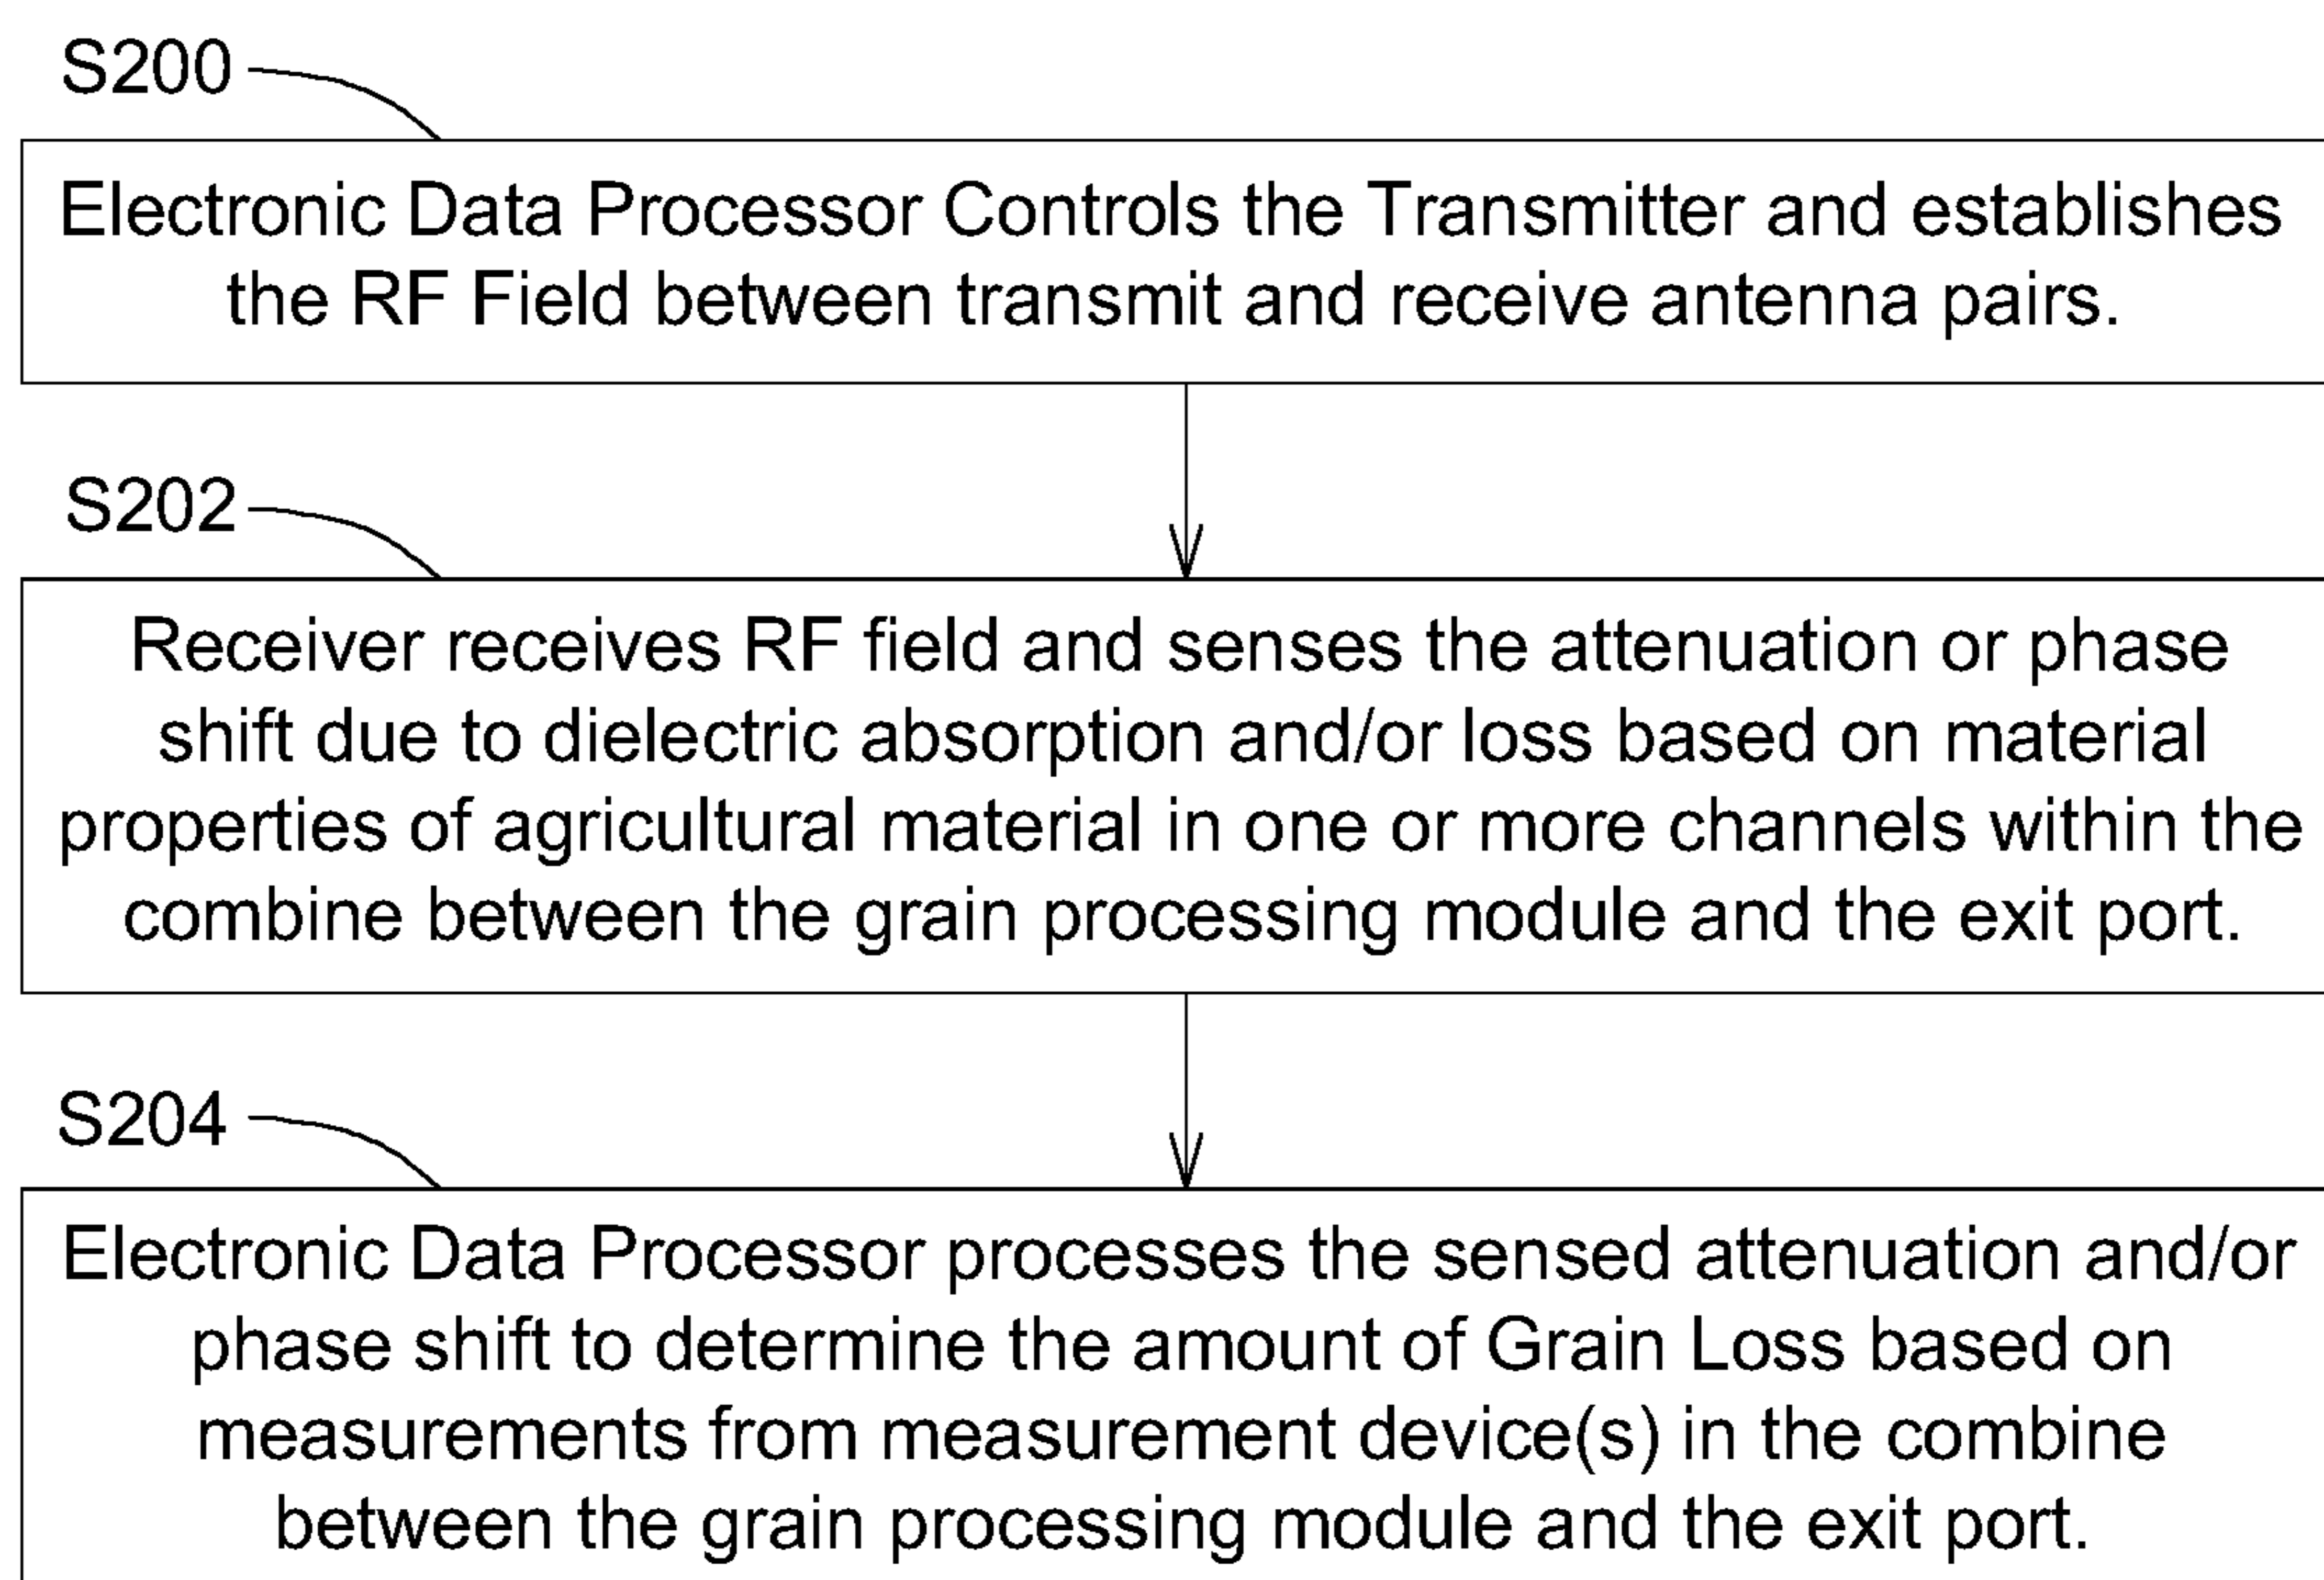 S200
Electronic Data Processor Controls the Transmitter and establishes
the RF Field between transmit and receive antenna pairs.
S202
Receiver receives RF field and senses the attenuation or phase
shift due to dielectric absorption and/or loss based on material
properties of agricultural material in one or more channels within the
combine between the grain processing module and the exit port.
S204
Electronic Data Processor processes the sensed attenuation and/or
phase shift to determine the amount of Grain Loss based on
measurements from measurement device(s) in the combine
between the grain processing module and the exit port.